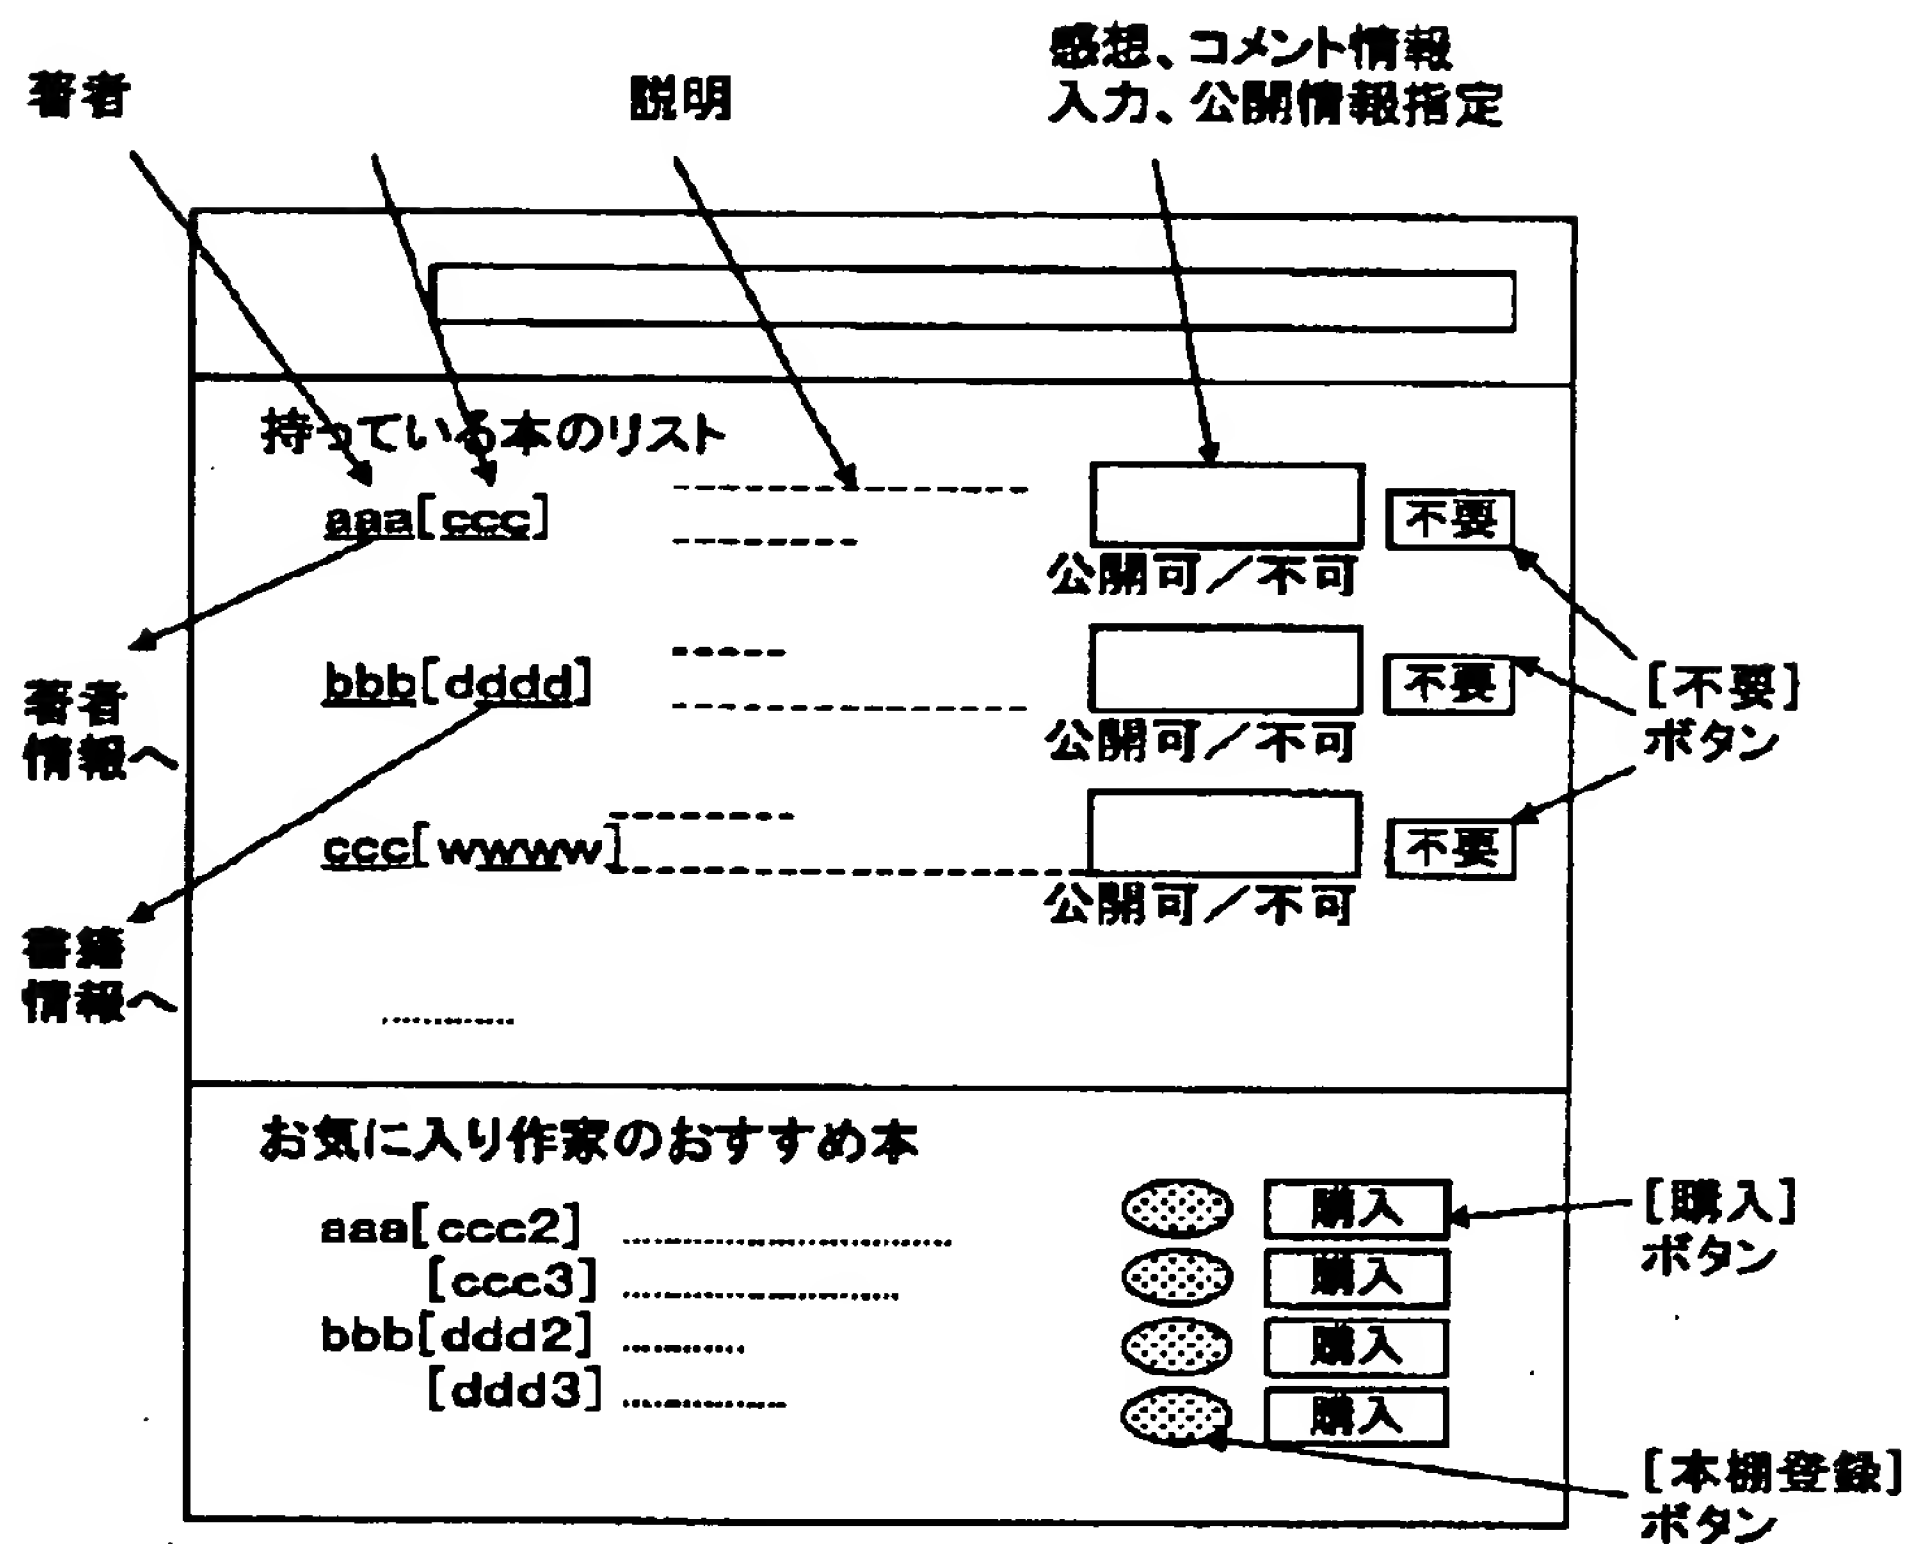 著者
説明
感想、コメント情報
入力、公開情報指定
持っている本のリスト
aaa[ccc]
不要
公開可／不可
著者
情報へ
bbb[dddd]
不要
公開可／不可
[不要]
ボタン
ccc[wwww]
不要
公開可／不可
書籍
情報へ
お気に入り作家のおすすめ本
aaa[ccc2]
購入
[ccc3]
購入
bbb[ddd2]
購入
[ddd3]
購入
[購入]
ボタン
[本棚登録]
ボタン